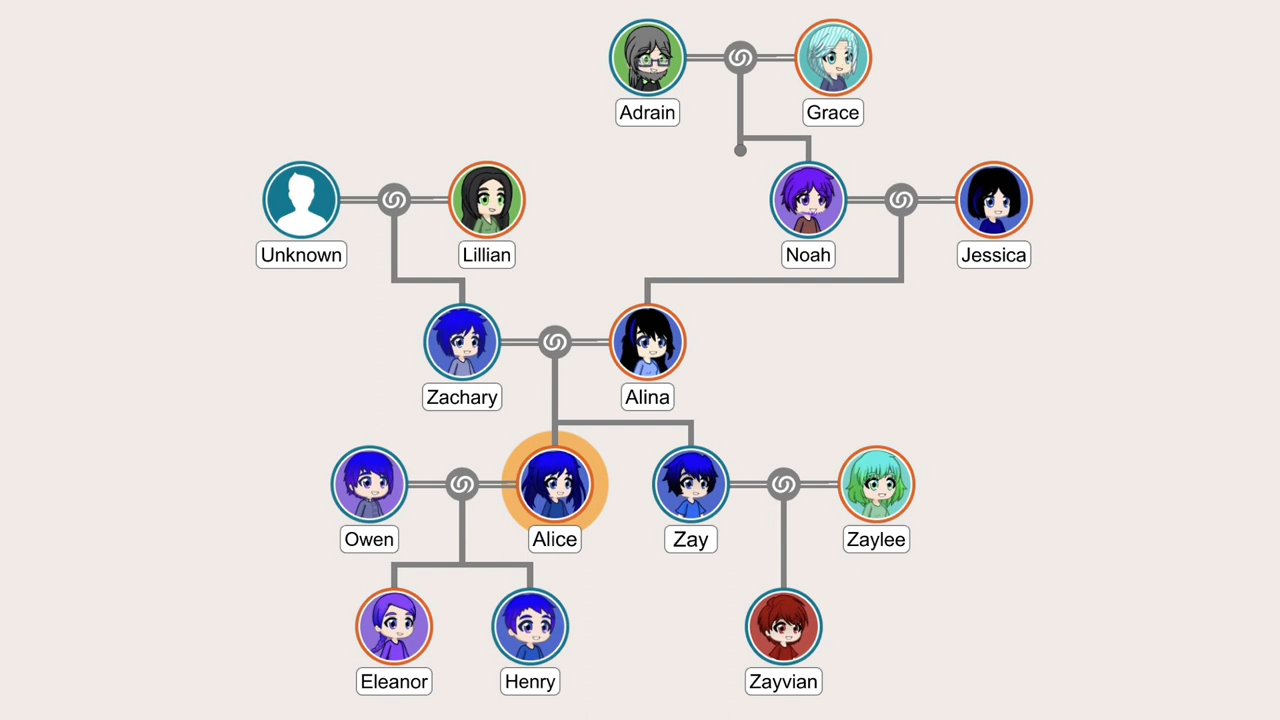 Adrain
Grace
Unknown
Lillian
Noah
Jessica
Zachary
Alina
Owen
Alice
Zay
Zaylee
Eleanor
Henry
Zayvian